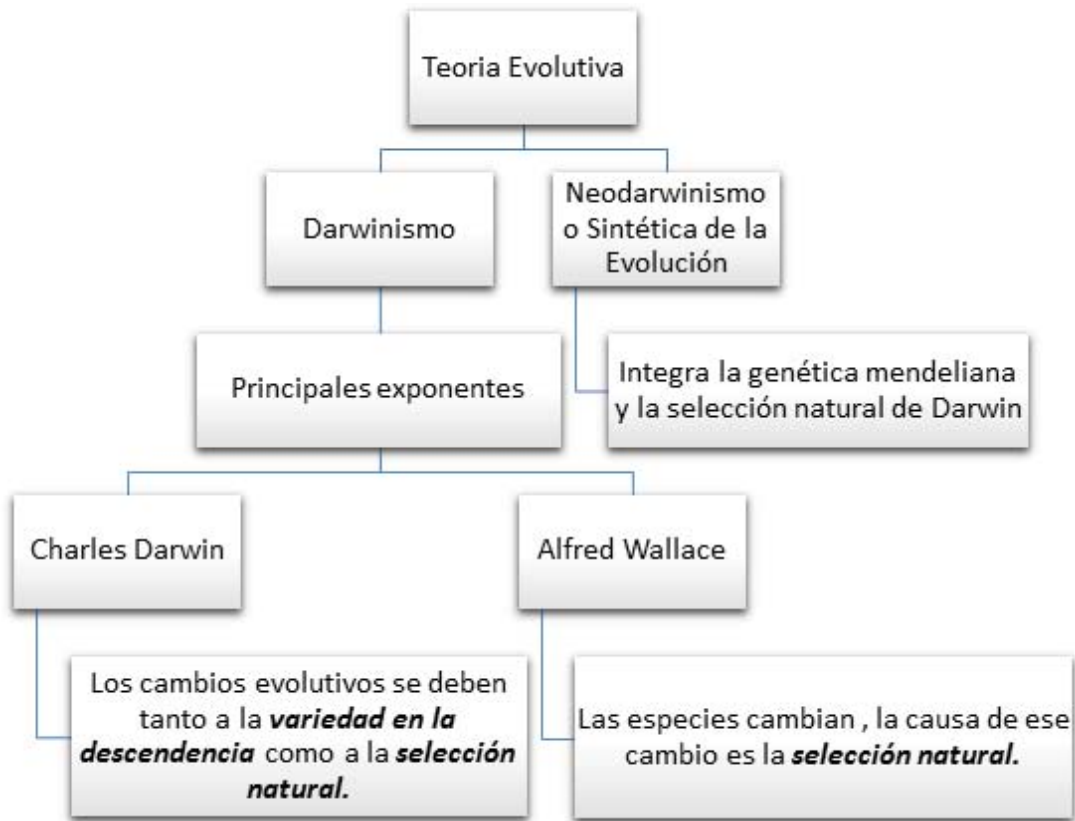 Teoria Evolutiva
Darwinismo
Neodarwinismo
o Sintética de la
Evolución
Principales exponentes
Integra la genética mendeliana
y la selección natural de Darwin
Charles Darwin
Alfred Wallace
Los cambios evolutivos se deben
tanto a la variedad en la
descendencia como a la selección
natural.
Las especies cambian , la causa de ese
cambio es la selección natural.